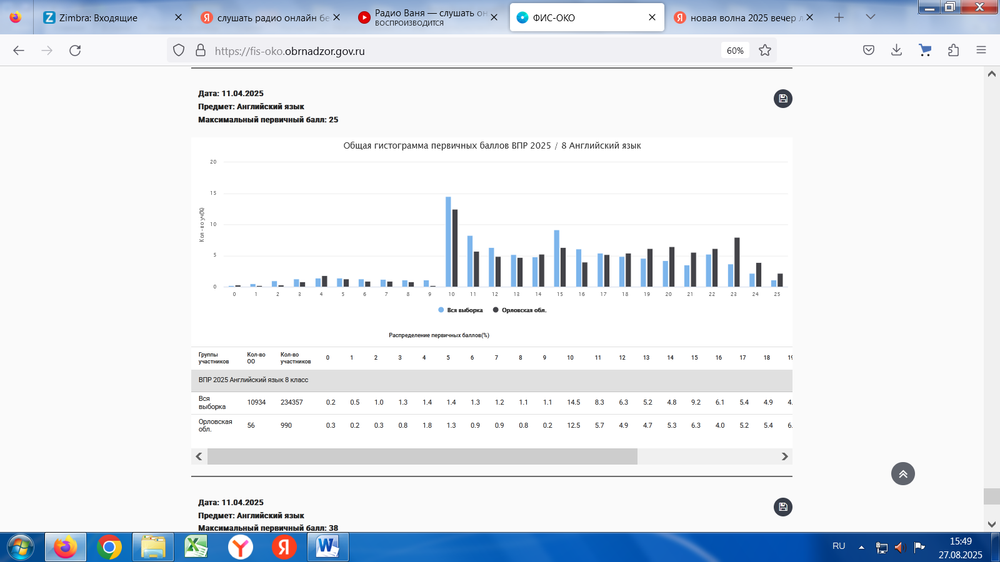 Zimbra: Входящие
слушать радио онлайн бе
Радио Ваня — слушать он
ВОСПРОИЗВОДИТСЯ
ФИС-ОКО
новая волна 2025 вечер л
https://fis-oko.obrnadzor.gov.ru
60%
Дата: 11.04.2025
Предмет: Английский язык
Максимальный первичный балл: 25
Общая гистограмма первичных баллов ВПР 2025 / 8 Английский язык
Кол-во уч(%)
20
15
10
5
0
0 1 2 3 4 5 6 7 8 9 10 11 12 13 14 15 16 17 18 19 20 21 22 23 24 25
Вся выборка Орловская обл.
Распределение первичных баллов(%)
Группы участников Кол-во ОО Кол-во участников 0 1 2 3 4 5 6 7 8 9 10 11 12 13 14 15 16 17 18 19
ВПР 2025 Английский язык 8 класс
Вся выборка 10934 234357 0.2 0.5 1.0 1.3 1.4 1.4 1.3 1.2 1.1 1.1 14.5 8.3 6.3 5.2 4.8 9.2 6.1 5.4 4.9 4.
Орловская обл. 56 990 0.3 0.2 0.3 0.8 1.8 1.3 0.9 0.9 0.8 0.2 12.5 5.7 4.9 4.7 5.3 6.3 4.0 5.2 5.4 6.
Дата: 11.04.2025
Предмет: Английский язык
Максимальный первичный балл: 38
RU
15:49
27.08.2025